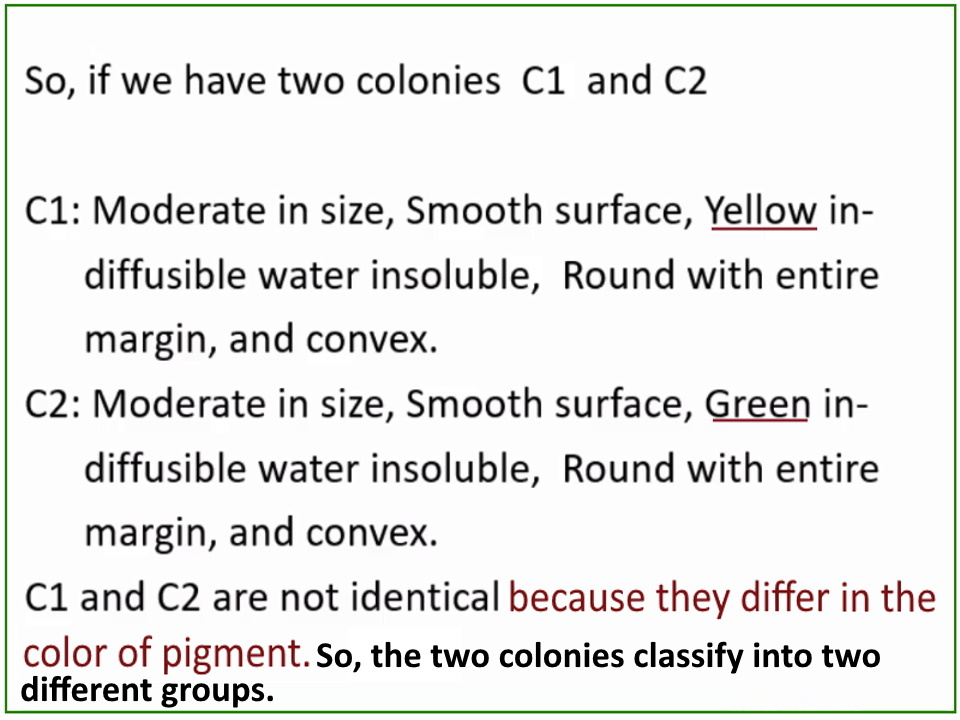 So, if we have two colonies C1 and C2
C1: Moderate in size, Smooth surface, Yellow in-
diffusible water insoluble, Round with entire
margin, and convex.
C2: Moderate in size, Smooth surface, Green in-
diffusible water insoluble, Round with entire
margin, and convex.
C1 and C2 are not identical because they differ in the
color of pigment. So, the two colonies classify into two
different groups.